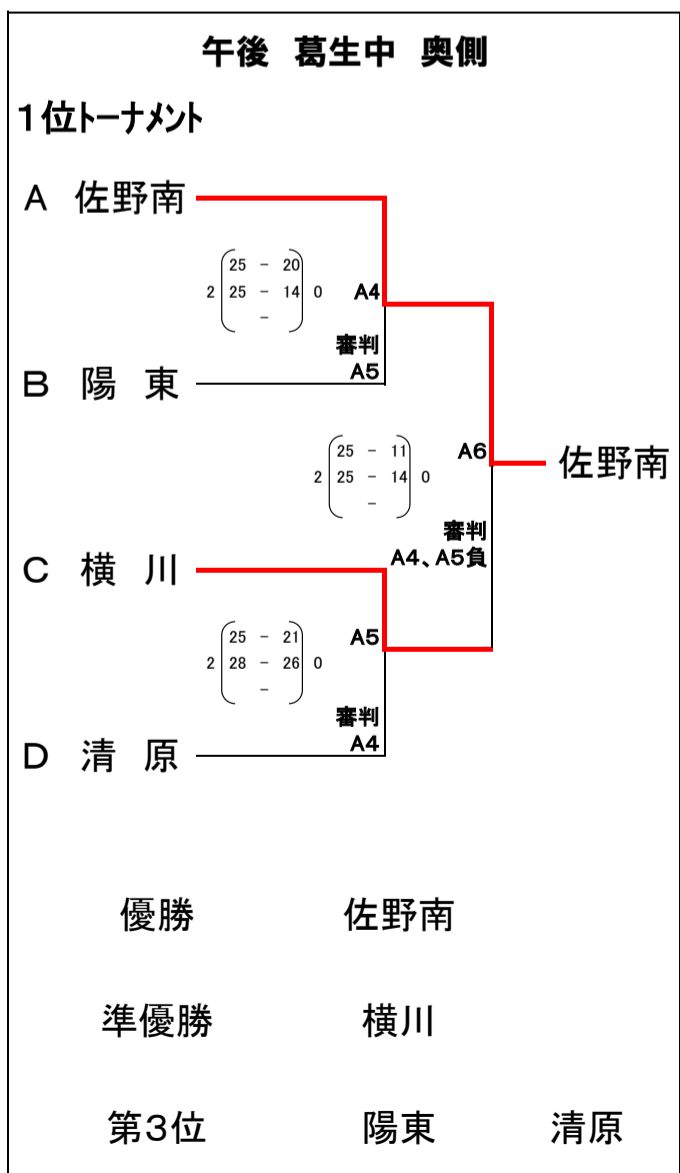 午後 葛生中 奥側
1位トーナメント
A 佐野南
25 - 20
2 25 - 14 0 A4
-
審判
A5
B 陽 東
25 - 11 A6
2 25 - 14 0
-
佐野南
審判
A4、A5負
C 横 川
25 - 21 A5
2 28 - 26 0
-
審判
A4
D 清 原
優勝 佐野南
準優勝 横川
第3位 陽東 清原